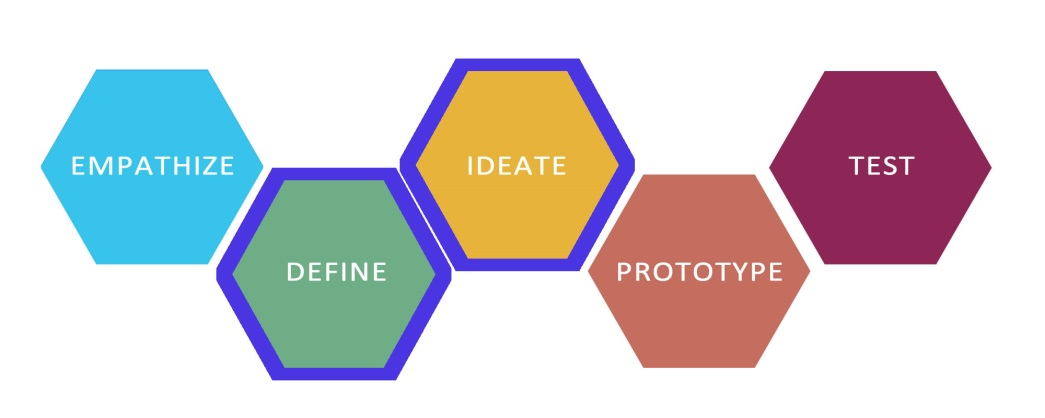 EMPATHIZE
DEFINE
IDEATE
PROTOTYPE
TEST